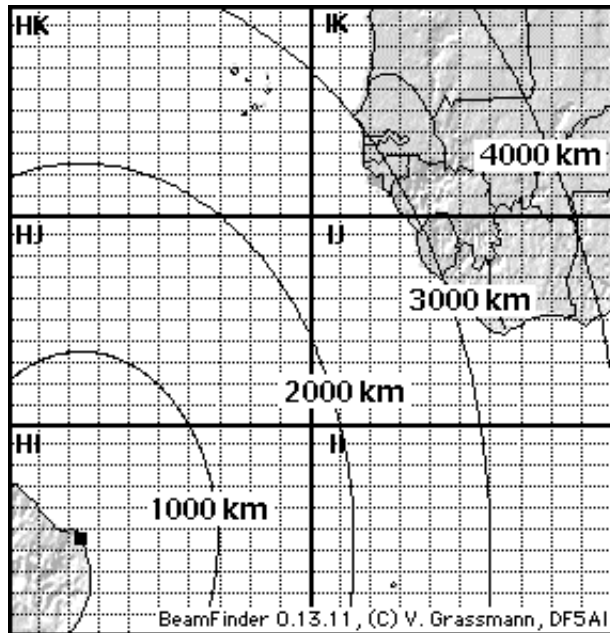 HK
IK
4000 km
HJ
IJ
3000 km
2000 km
HI
II
1000 km
BeamFinder 0.13.11, (C) V. Grassmann, DF5AI